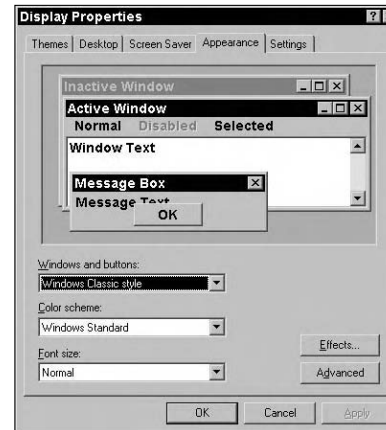 Display Properties
Themes Desktop Screen Saver Appearance Settings
Inactive Window
Active Window
Normal Disabled Selected
Window Text
Message Box
Message Text
OK
Windows and buttons:
Windows Classic style
Color scheme:
Windows Standard
Effects...
Font size:
Normal
Advanced
OK Cancel Apply